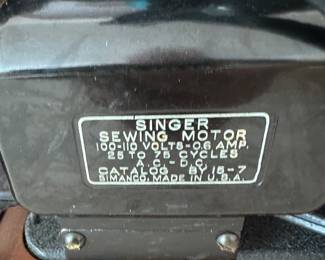 SINGER
SEWING MOTOR
100-110 VOLTS-0.6 AMP.
25 TO 75 CYCLES
A.C.-D.C.
CATALOG BY 15-7
SIMANCO, MADE IN U.S.A.